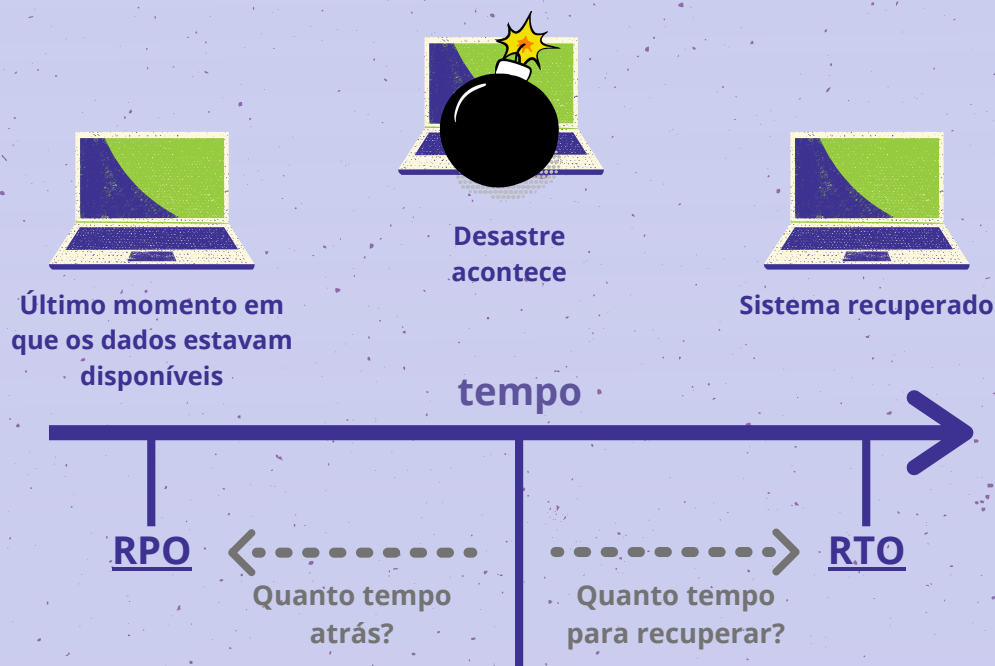 Desastre
acontece
Último momento em
que os dados estavam
disponíveis
Sistema recuperado
tempo
RPO
RTO
Quanto tempo
atrás?
Quanto tempo
para recuperar?